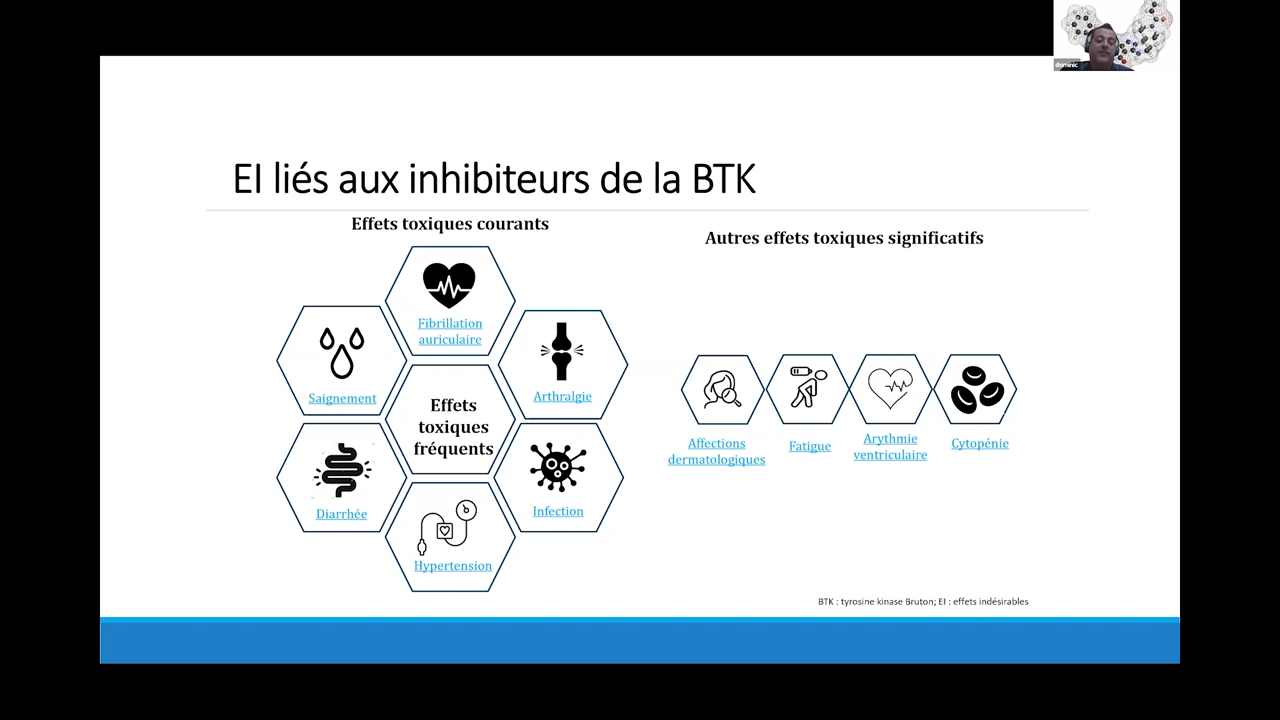 dominic
EI liés aux inhibiteurs de la BTK
Effets toxiques courants
Fibrillation
auriculaire
Saignement
Arthralgie
Effets
toxiques
fréquents
Diarrhée
Infection
Hypertension
Autres effets toxiques significatifs
Affections
dermatologiques
Fatigue
Arythmie
ventriculaire
Cytopénie
BTK : tyrosine kinase Bruton; EI : effets indésirables